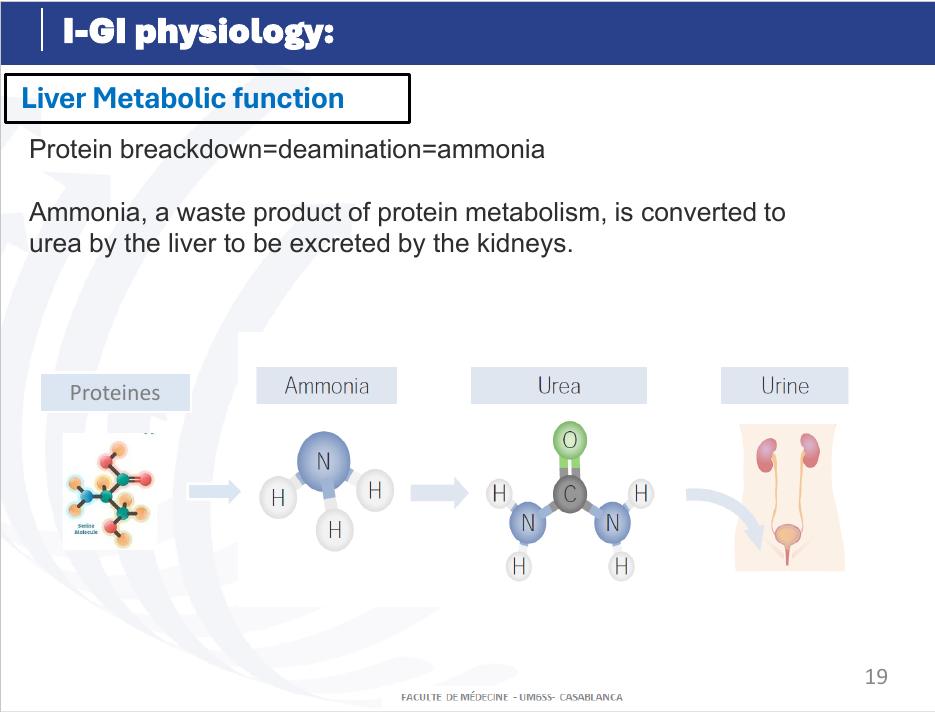 I-GI physiology:
Liver Metabolic function
Protein breackdown=deamination=ammonia
Ammonia, a waste product of protein metabolism, is converted to
urea by the liver to be excreted by the kidneys.
Proteines
Ammonia
Urea
Urine
Serine
Molecule
N
H
H
H
O
C
H
H
N
N
H
H
19
FACULTE DE MÉDECINE - UM6SS- CASABLANCA